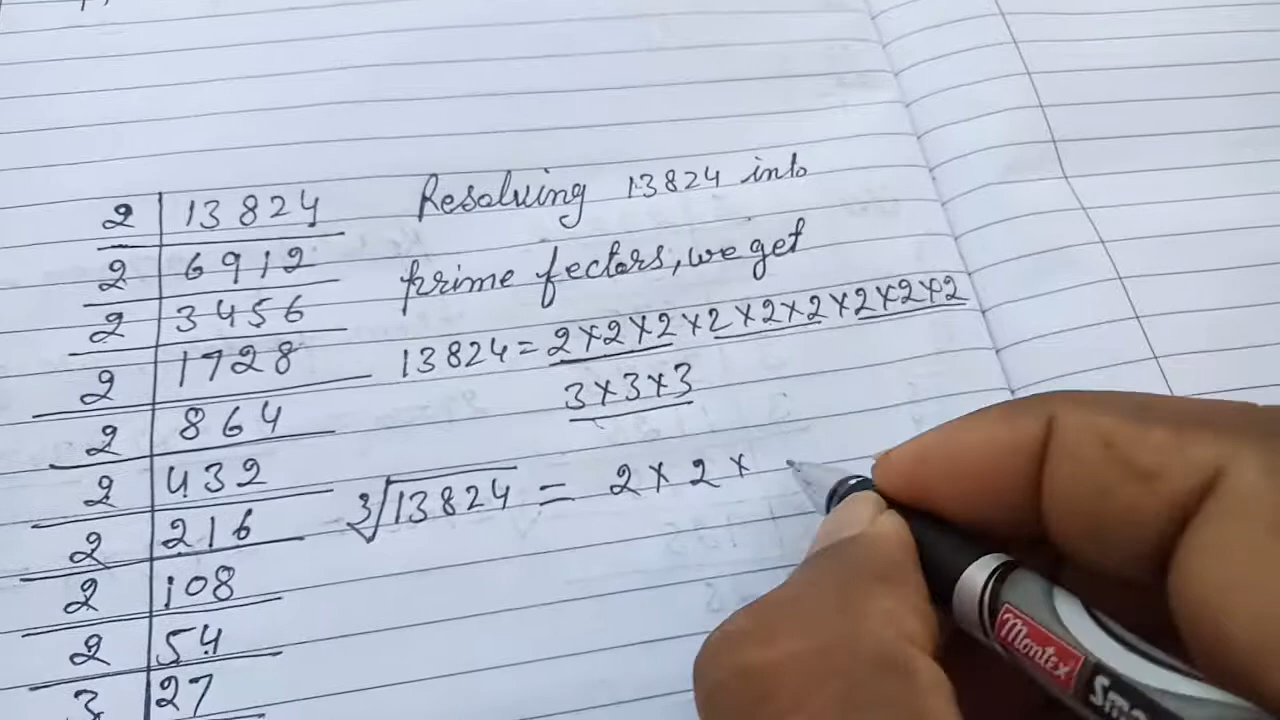 2 | 13824
2 | 6912
2 | 3456
2 | 1728
2 | 864
2 | 432
2 | 216
2 | 108
2 | 54
3 | 27
Resolving 13824 into
prime fectors, we get
13824 = 2×2×2×2×2×2×2×2×2
3×3×3
∛13824 = 2 × 2 ×
Montex